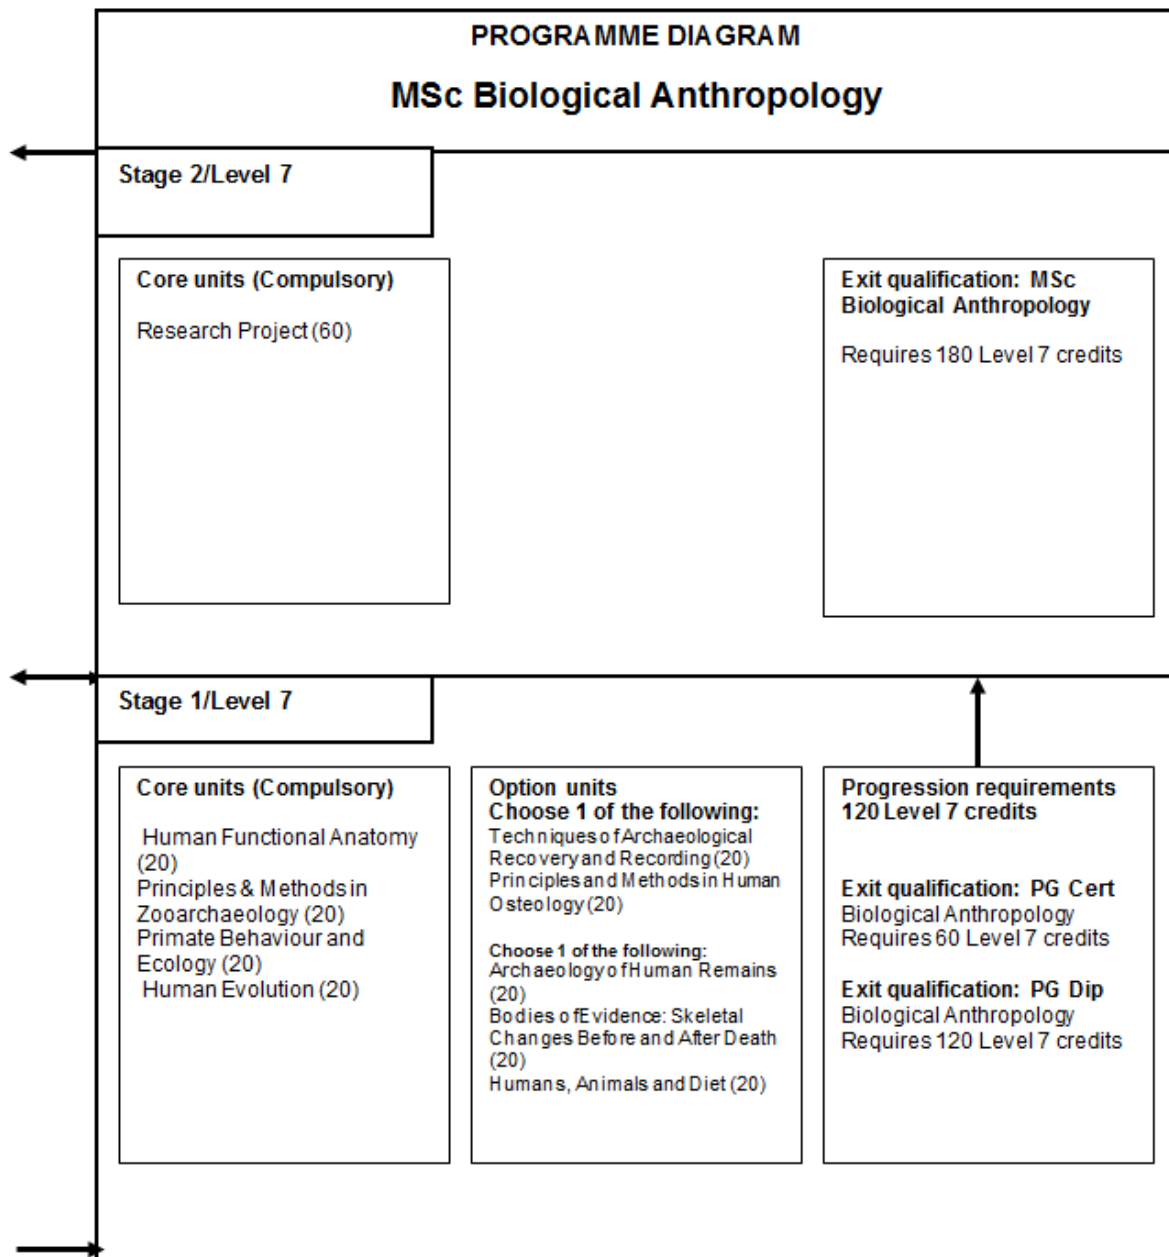 PROGRAMME DIAGRAM
MSc Biological Anthropology
Stage 2/Level 7
Core units (Compulsory)
Research Project (60)
Exit qualification: MSc
Biological Anthropology
Requires 180 Level 7 credits
Stage 1/Level 7
Core units (Compulsory)
Human Functional Anatomy
(20)
Principles & Methods in
Zooarchaeology (20)
Primate Behaviour and
Ecology (20)
Human Evolution (20)
Option units
Choose 1 of the following:
Techniques of Archaeological
Recovery and Recording (20)
Principles and Methods in Human
Osteology (20)
Choose 1 of the following:
Archaeology of Human Remains
(20)
Bodies of Evidence: Skeletal
Changes Before and After Death
(20)
Humans, Animals and Diet (20)
Progression requirements
120 Level 7 credits
Exit qualification: PG Cert
Biological Anthropology
Requires 60 Level 7 credits
Exit qualification: PG Dip
Biological Anthropology
Requires 120 Level 7 credits